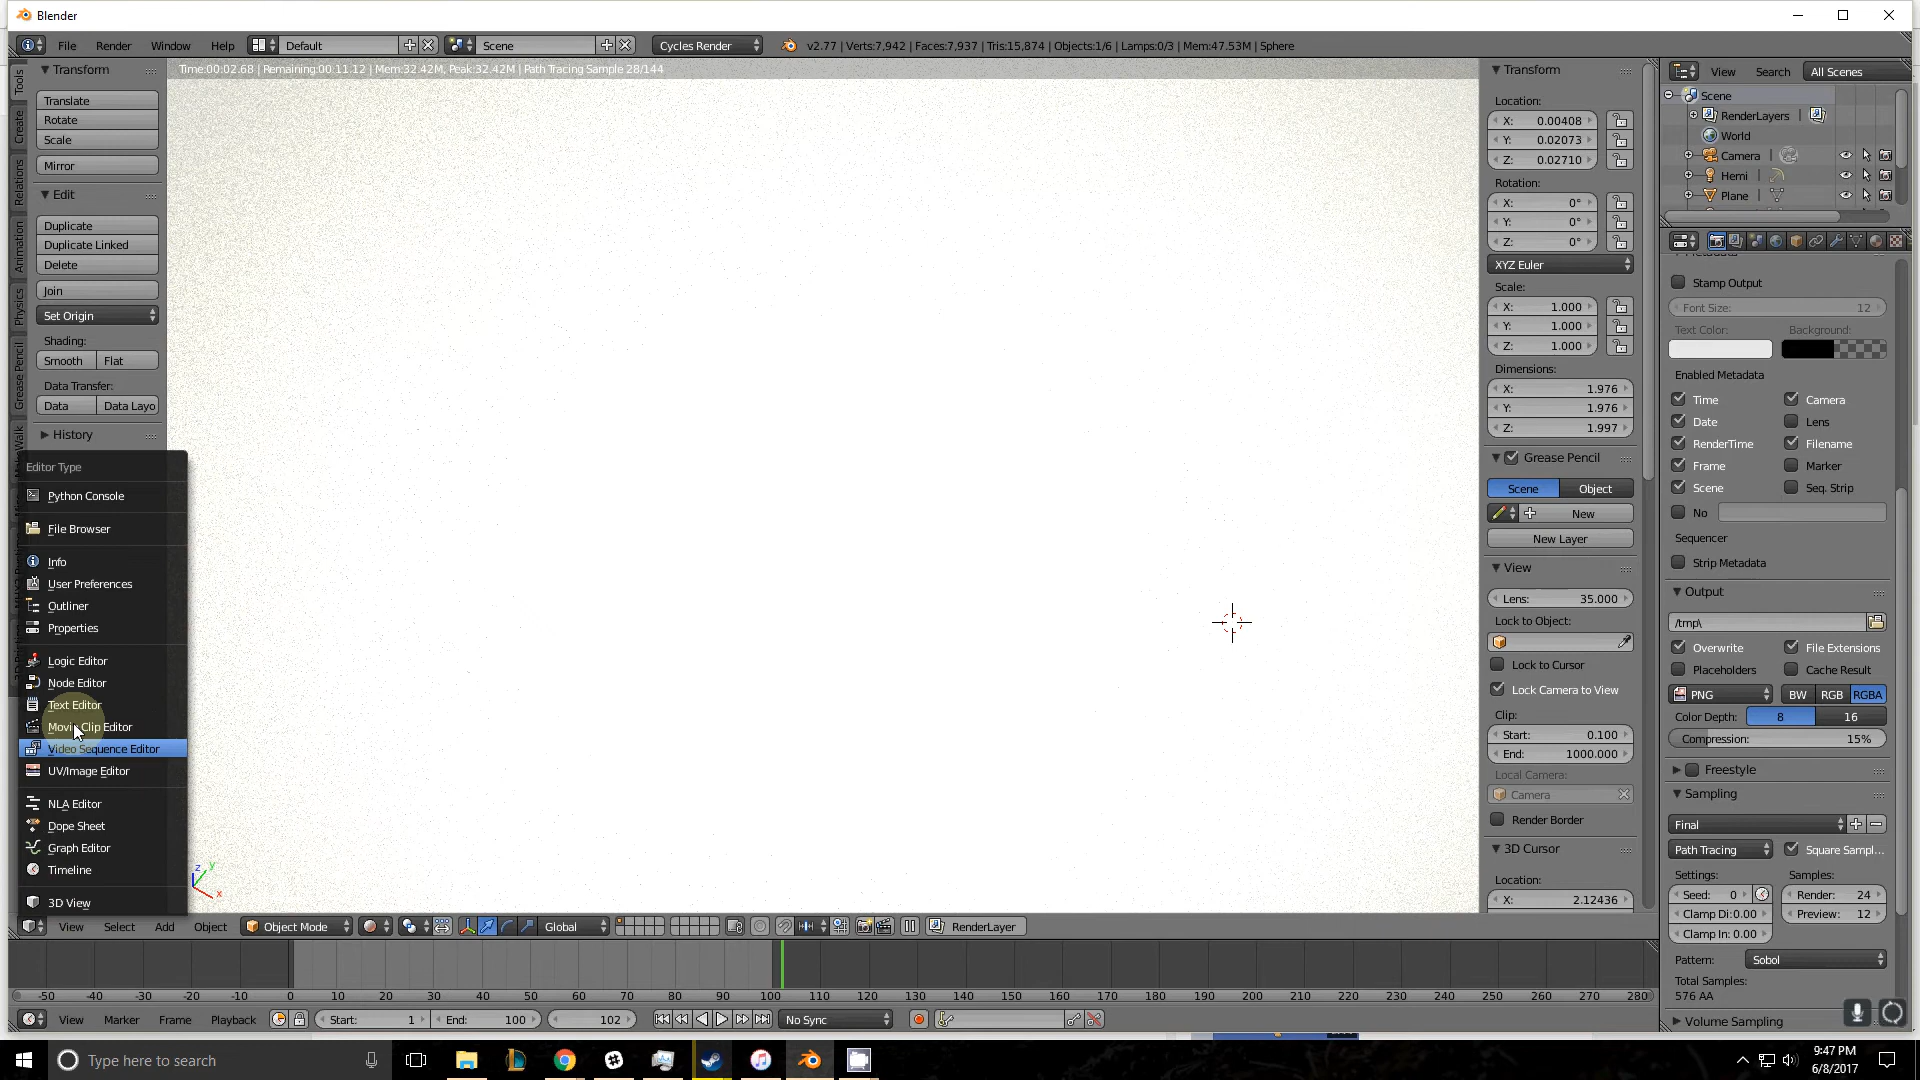 Blender
File Render Window Help Default Scene Cycles Render v2.77 | Verts:7,942 | Faces:7,937 | Tris:15,874 | Objects:1/6 | Lamps:0/3 | Mem:47.53M | Sphere
Time:00:02.68 | Remaining:00:11.12 | Mem:32.42M, Peak:32.42M | Path Tracing Sample 28/144
Tools
Create
Relations
Animation
Physics
Grease Pencil
Transform
Translate
Rotate
Scale
Mirror
Edit
Duplicate
Duplicate Linked
Delete
Join
Set Origin
Shading:
Smooth Flat
Data Transfer:
Data Data Layo
History
Editor Type
Python Console
File Browser
Info
User Preferences
Outliner
Properties
Logic Editor
Node Editor
Text Editor
Movie Clip Editor
Video Sequence Editor
UV/Image Editor
NLA Editor
Dope Sheet
Graph Editor
Timeline
3D View
z y x
Transform
Location:
X: 0.00408
Y: 0.02073
Z: 0.02710
Rotation:
X: 0°
Y: 0°
Z: 0°
XYZ Euler
Scale:
X: 1.000
Y: 1.000
Z: 1.000
Dimensions:
X: 1.976
Y: 1.976
Z: 1.997
Grease Pencil
Scene Object
New
New Layer
View
Lens: 35.000
Lock to Object:
Lock to Cursor
Lock Camera to View
Clip:
Start: 0.100
End: 1000.000
Local Camera:
Camera
Render Border
3D Cursor
Location:
X: 2.12436
View Search All Scenes
Scene
RenderLayers |
World
Camera |
Hemi |
Plane |
Metadata
Stamp Output
Font Size: 12
Text Color: Background:
Enabled Metadata
Time Camera
Date Lens
RenderTime Filename
Frame Marker
Scene Seq. Strip
No
Sequencer
Strip Metadata
Output
/tmp\
Overwrite File Extensions
Placeholders Cache Result
PNG BW RGB RGBA
Color Depth: 8 16
Compression: 15%
Freestyle
Sampling
Final
Path Tracing Square Sampl...
Settings: Samples:
Seed: 0 Render: 24
Clamp Di:0.00 Preview: 12
Clamp In: 0.00
Pattern: Sobol
Total Samples:
576 AA
Volume Sampling
View Select Add Object Object Mode Global RenderLayer
-50 -40 -30 -20 -10 0 10 20 30 40 50 60 70 80 90 100 110 120 130 140 150 160 170 180 190 200 210 220 230 240 250 260 270 280
View Marker Frame Playback Start: 1 End: 100 102 No Sync
Type here to search
9:47 PM
6/8/2017